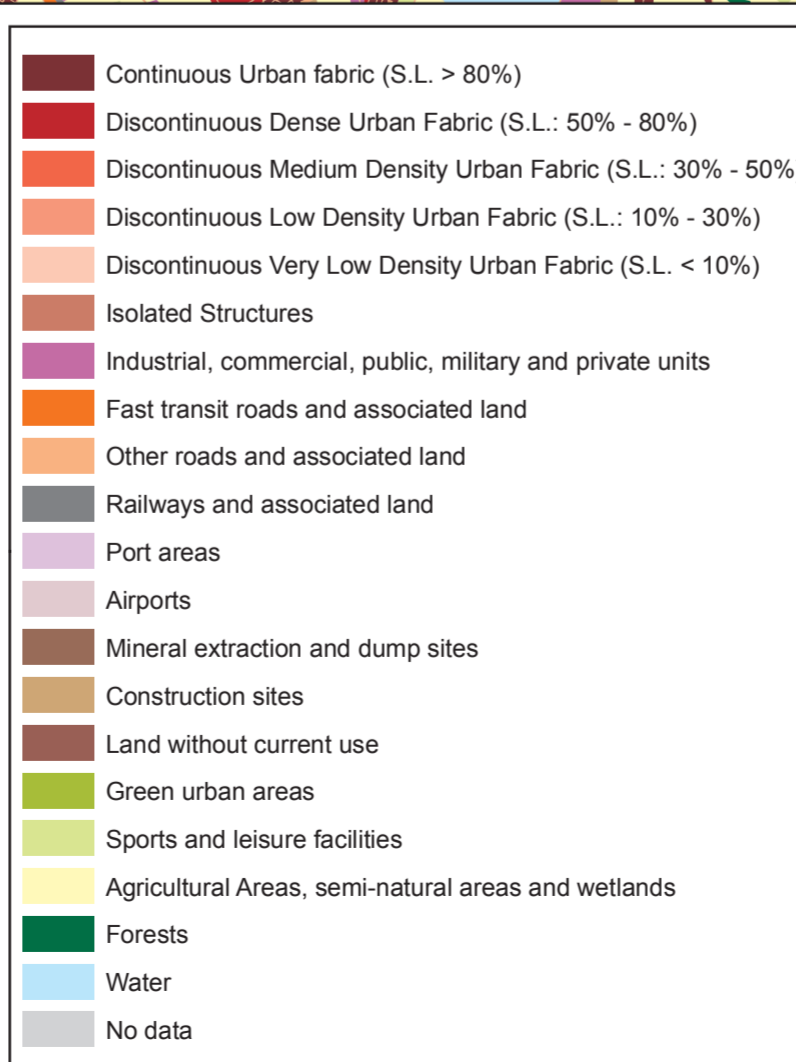 Continuous Urban fabric (S.L. > 80%)
Discontinuous Dense Urban Fabric (S.L.: 50% - 80%)
Discontinuous Medium Density Urban Fabric (S.L.: 30% - 50%
Discontinuous Low Density Urban Fabric (S.L.: 10% - 30%)
Discontinuous Very Low Density Urban Fabric (S.L. < 10%)
Isolated Structures
Industrial, commercial, public, military and private units
Fast transit roads and associated land
Other roads and associated land
Railways and associated land
Port areas
Airports
Mineral extraction and dump sites
Construction sites
Land without current use
Green urban areas
Sports and leisure facilities
Agricultural Areas, semi-natural areas and wetlands
Forests
Water
No data